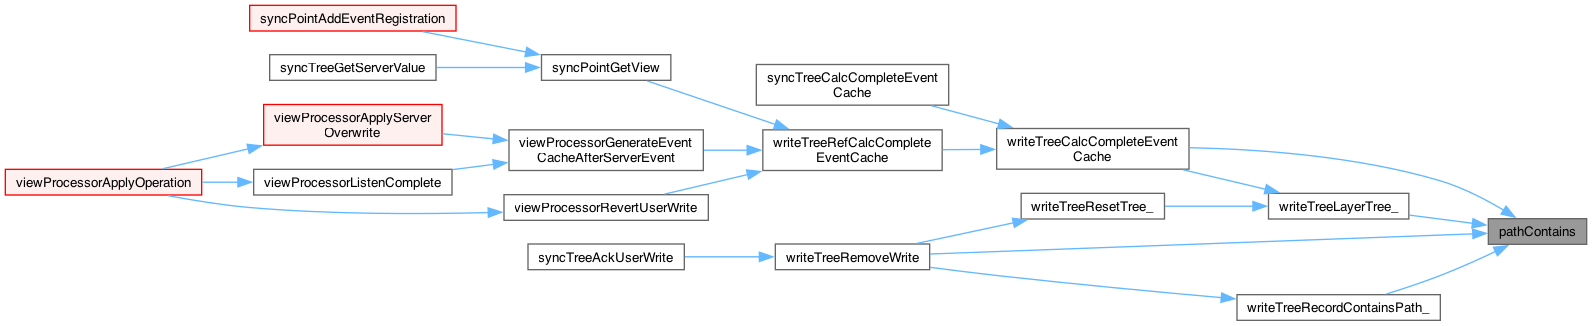 syncPointAddEventRegistration
syncTreeGetServerValue
syncPointGetView
syncTreeCalcCompleteEvent
Cache
viewProcessorApplyServer
Overwrite
viewProcessorGenerateEvent
CacheAfterServerEvent
writeTreeRefCalcComplete
EventCache
writeTreeCalcCompleteEvent
Cache
viewProcessorApplyOperation
viewProcessorListenComplete
viewProcessorRevertUserWrite
writeTreeResetTree_
writeTreeLayerTree_
pathContains
syncTreeAckUserWrite
writeTreeRemoveWrite
writeTreeRecordContainsPath_